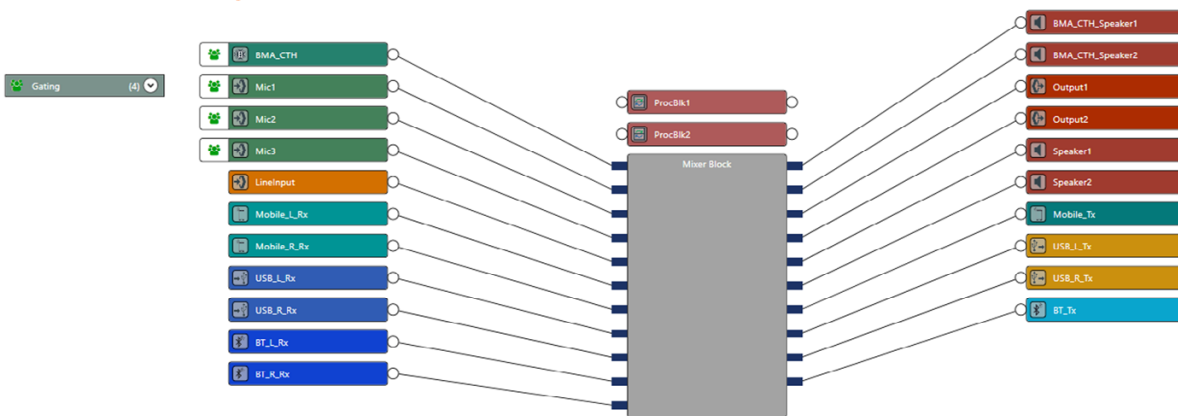 Gating (4)
BMA_CTH
Mic1
Mic2
Mic3
LineInput
Mobile_L_Rx
Mobile_R_Rx
USB_L_Rx
USB_R_Rx
BT_L_Rx
BT_R_Rx
ProcBlk1
ProcBlk2
Mixer Block
BMA_CTH_Speaker1
BMA_CTH_Speaker2
Output1
Output2
Speaker1
Speaker2
Mobile_Tx
USB_L_Tx
USB_R_Tx
BT_Tx